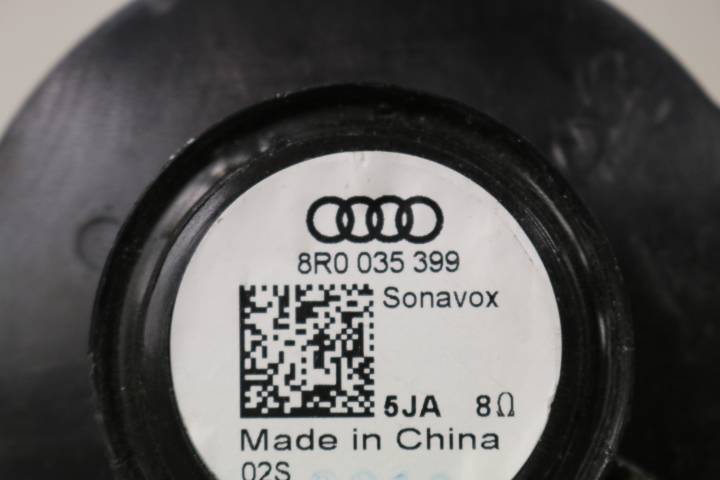 8R0 035 399
Sonavox
5JA 8Ω
Made in China
02S